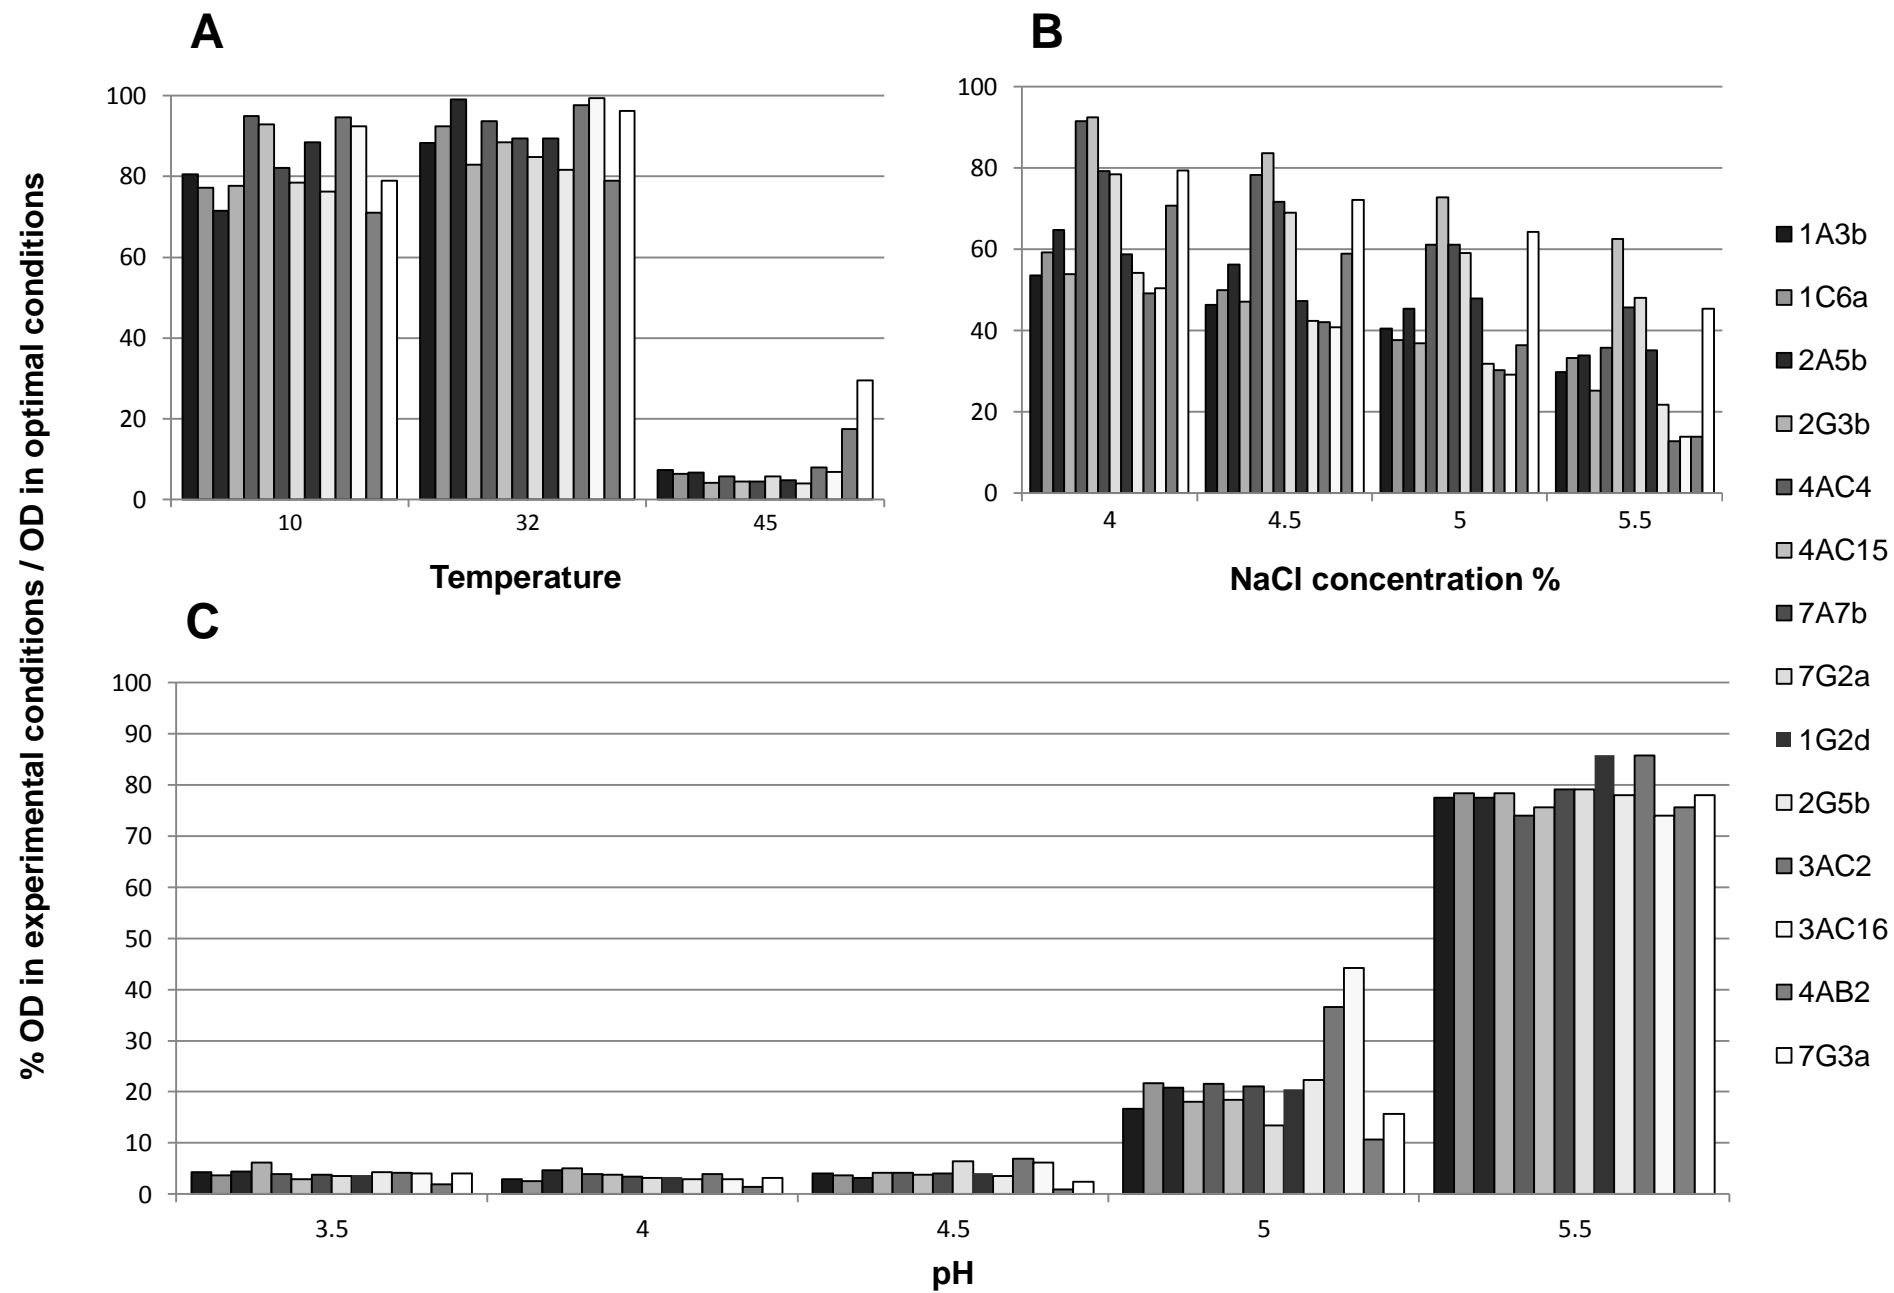 A
B
100
80
60
40
20
0
10
32
45
Temperature
100
80
60
40
20
0
4
4.5
5
5.5
NaCl concentration %
% OD in experimental conditions / OD in optimal conditions
C
100
90
80
70
60
50
40
30
20
10
0
3.5
4
4.5
5
5.5
pH
1A3b
1C6a
2A5b
2G3b
4AC4
4AC15
7A7b
7G2a
1G2d
2G5b
3AC2
3AC16
4AB2
7G3a